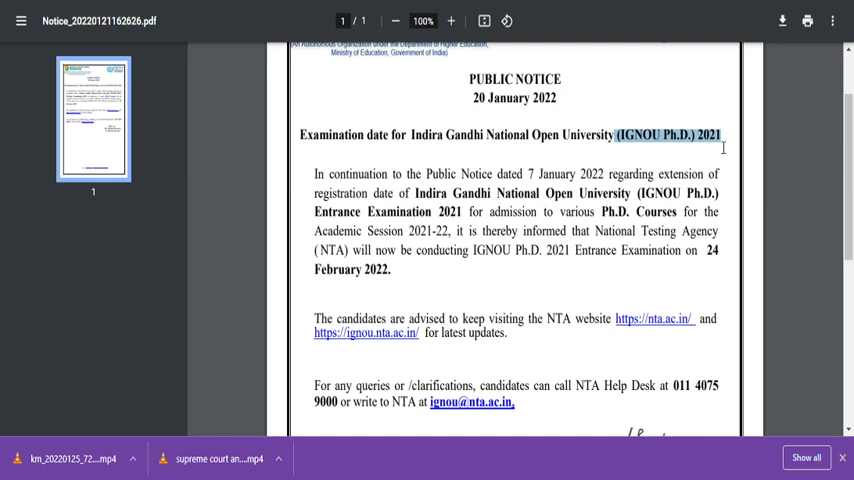 Notice_20220121162626.pdf
1 / 1
100%
(An Autonomous Organization under the Department of Higher Education,
Ministry of Education, Government of India)
PUBLIC NOTICE
20 January 2022
Examination date for Indira Gandhi National Open University (IGNOU Ph.D.) 2021
In continuation to the Public Notice dated 7 January 2022 regarding extension of
registration date of Indira Gandhi National Open University (IGNOU Ph.D.)
Entrance Examination 2021 for admission to various Ph.D. Courses for the
Academic Session 2021-22, it is thereby informed that National Testing Agency
(NTA) will now be conducting IGNOU Ph.D. 2021 Entrance Examination on 24
February 2022.
The candidates are advised to keep visiting the NTA website https://nta.ac.in/ and
https://ignou.nta.ac.in/ for latest updates.
For any queries or /clarifications, candidates can call NTA Help Desk at 011 4075
9000 or write to NTA at ignou@nta.ac.in,
1
km_20220125_72....mp4
supreme court an....mp4
Show all